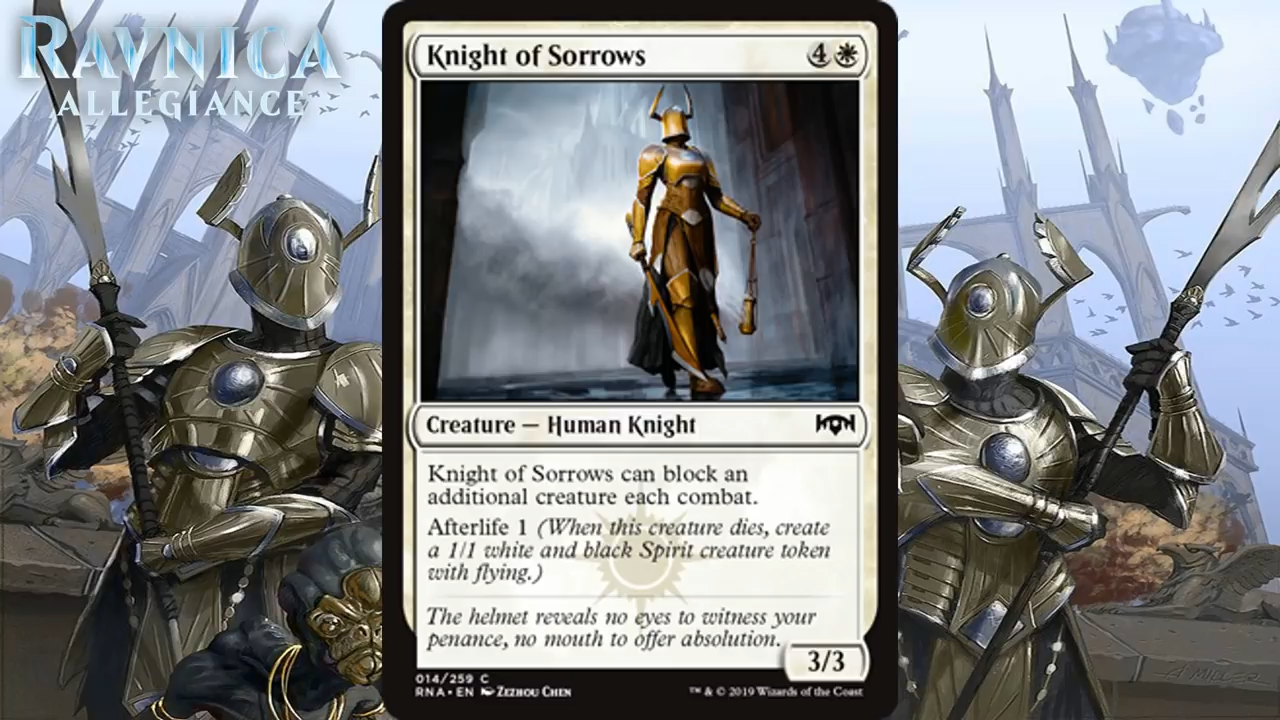 RAVNICA
ALLEGIANCE
Knight of Sorrows 4
Creature — Human Knight
Knight of Sorrows can block an
additional creature each combat.
Afterlife 1 (When this creature dies, create
a 1/1 white and black Spirit creature token
with flying.)
The helmet reveals no eyes to witness your
penance, no mouth to offer absolution.
3/3
014/259 C
RNA • EN Zezhou Chen
™ & © 2019 Wizards of the Coast
A. MILLER